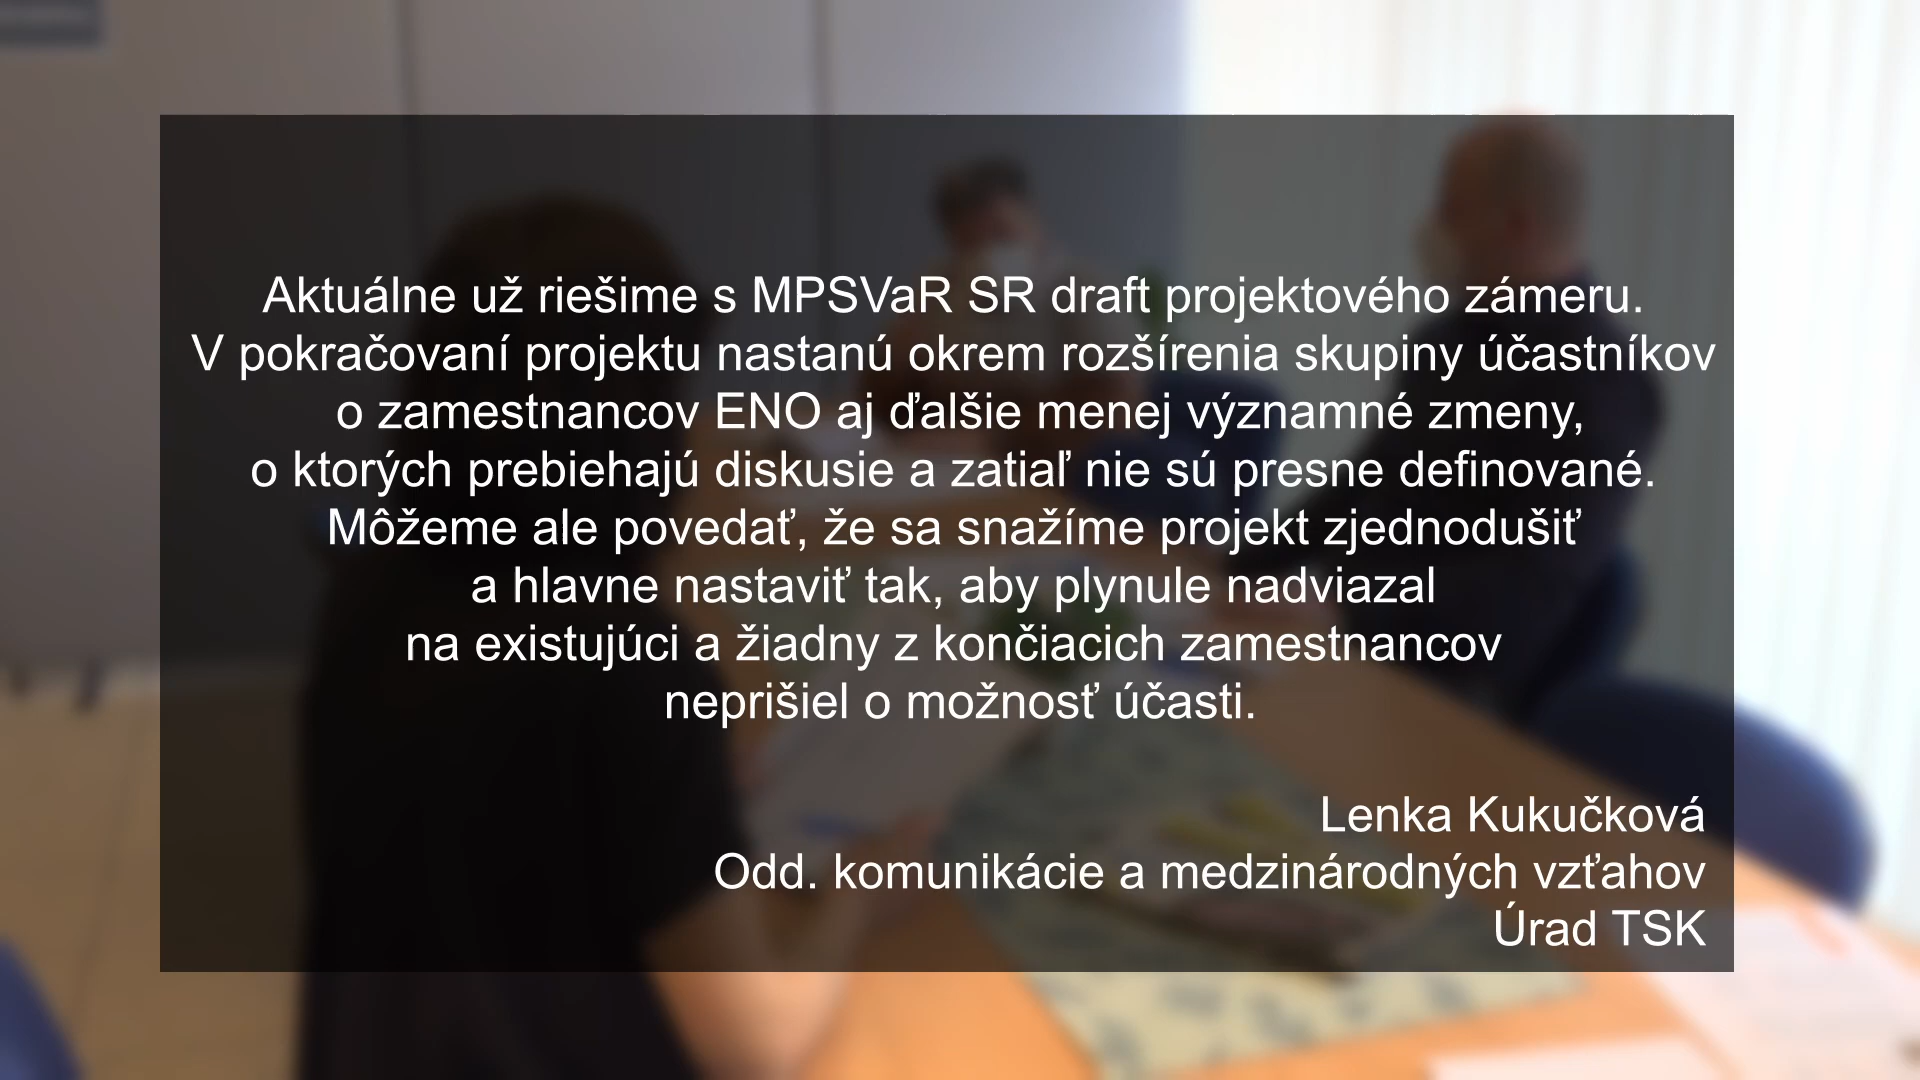 Aktuálne už riešime s MPSVaR SR draft projektového zámeru.
V pokračovaní projektu nastanú okrem rozšírenia skupiny účastníkov
o zamestnancov ENO aj ďalšie menej významné zmeny,
o ktorých prebiehajú diskusie a zatiaľ nie sú presne definované.
Môžeme ale povedať, že sa snažíme projekt zjednodušiť
a hlavne nastaviť tak, aby plynule nadviazal
na existujúci a žiadny z končiacich zamestnancov
neprišiel o možnosť účasti.
Lenka Kukučková
Odd. komunikácie a medzinárodných vzťahov
Úrad TSK